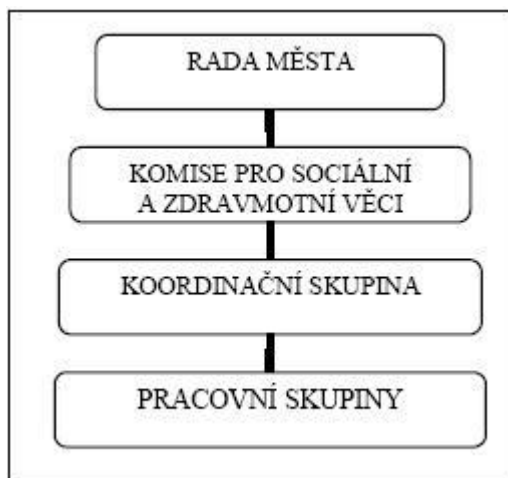 RADA MĚSTA
KOMISE PRO SOCIÁLNÍ
A ZDRAVMOTNÍ VĚCI
KOORDINAČNÍ SKUPINA
PRACOVNÍ SKUPINY